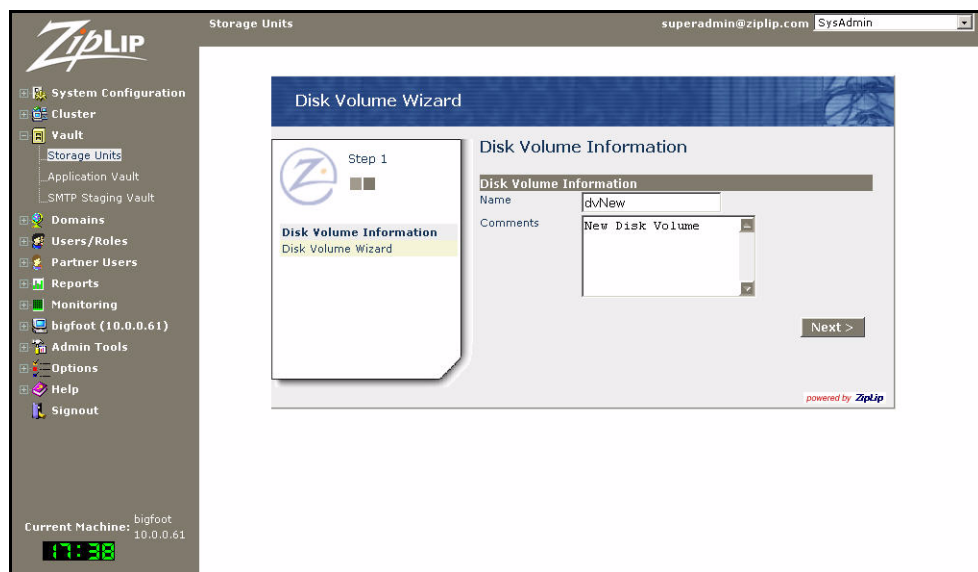 ZipLip
Storage Units
superadmin@ziplip.com SysAdmin
System Configuration
Cluster
Vault
Storage Units
Application Vault
SMTP Staging Vault
Domains
Users/Roles
Partner Users
Reports
Monitoring
bigfoot (10.0.0.61)
Admin Tools
Options
Help
Signout
Current Machine: bigfoot
10.0.0.61
17:38
Disk Volume Wizard
Step 1
Disk Volume Information
Disk Volume Wizard
Disk Volume Information
Disk Volume Information
Name dvNew
Comments New Disk Volume
Next >
powered by ZipLip